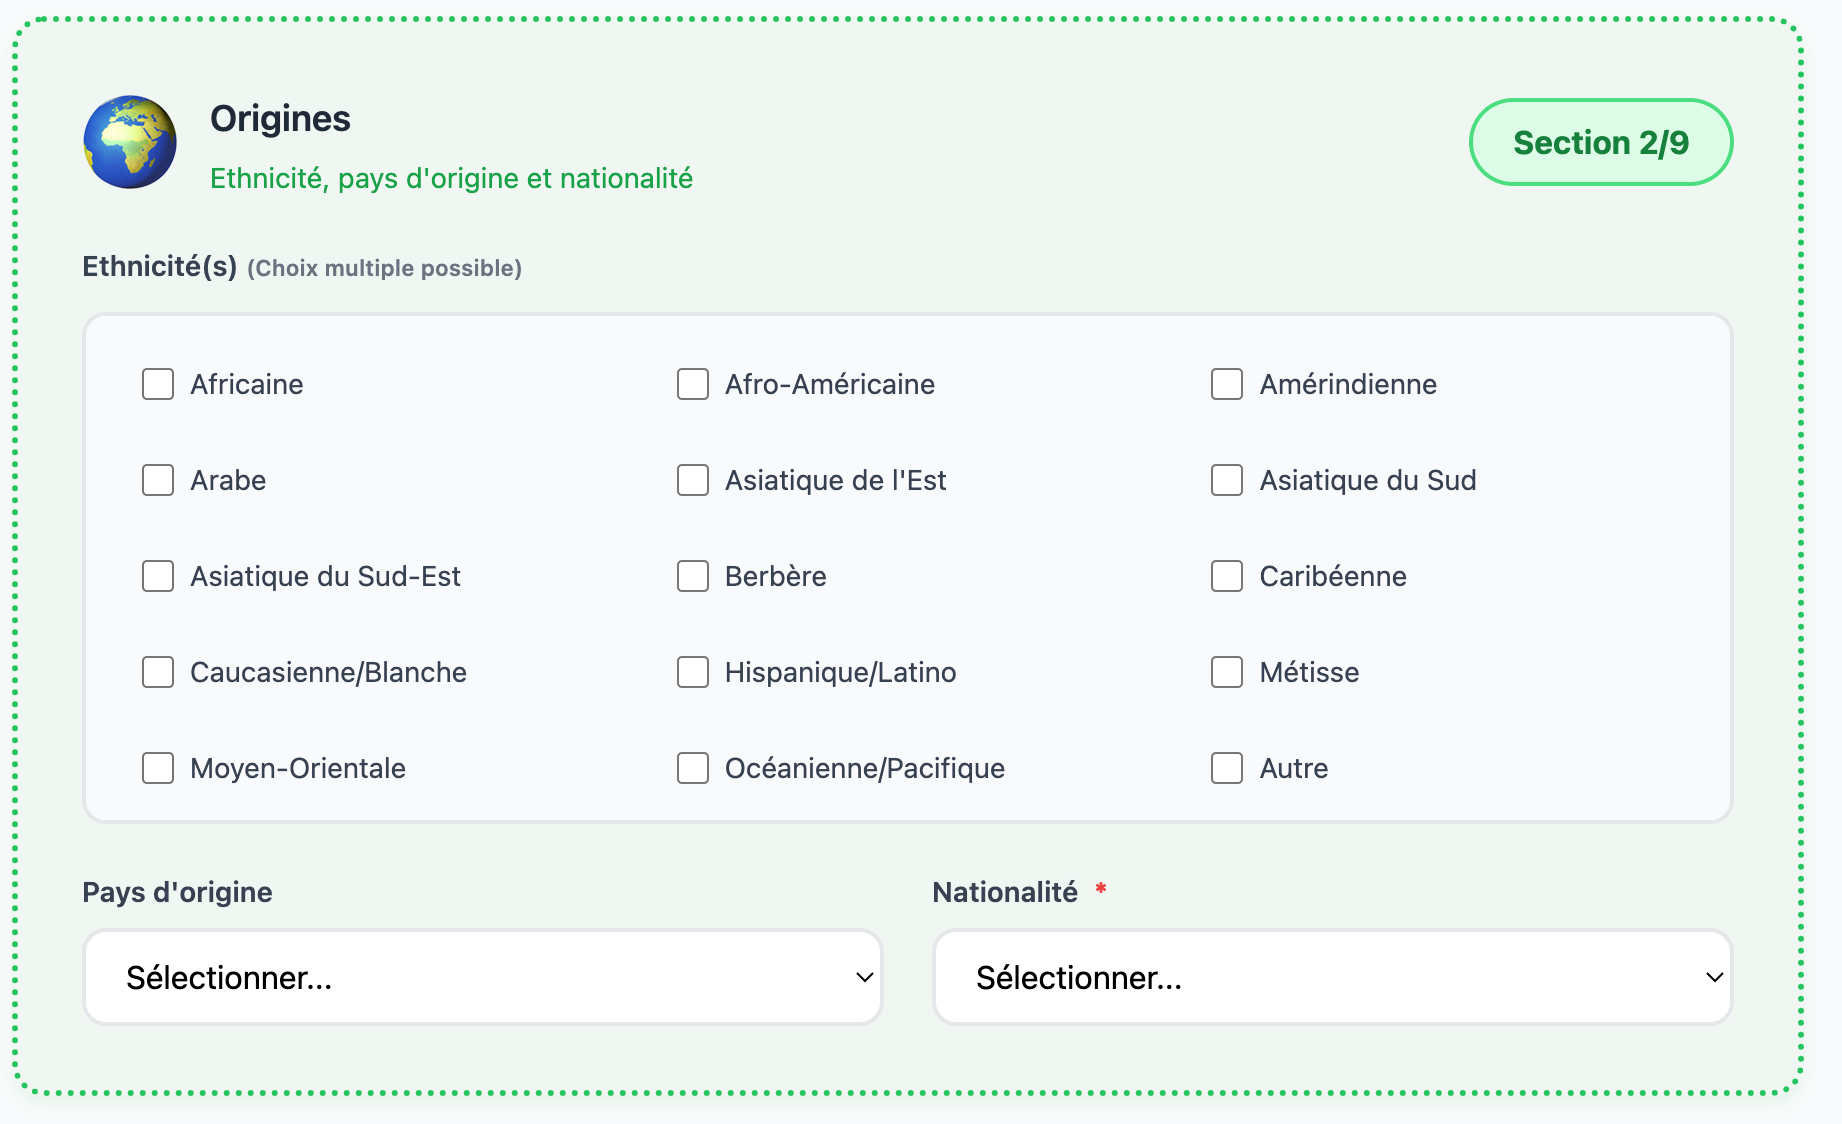 Origines
Section 2/9
Ethnicité, pays d'origine et nationalité
Ethnicité(s) (Choix multiple possible)
Africaine
Afro-Américaine
Amérindienne
Arabe
Asiatique de l'Est
Asiatique du Sud
Asiatique du Sud-Est
Berbère
Caribéenne
Caucasienne/Blanche
Hispanique/Latino
Métisse
Moyen-Orientale
Océanienne/Pacifique
Autre
Pays d'origine
Nationalité *
Sélectionner...
Sélectionner...